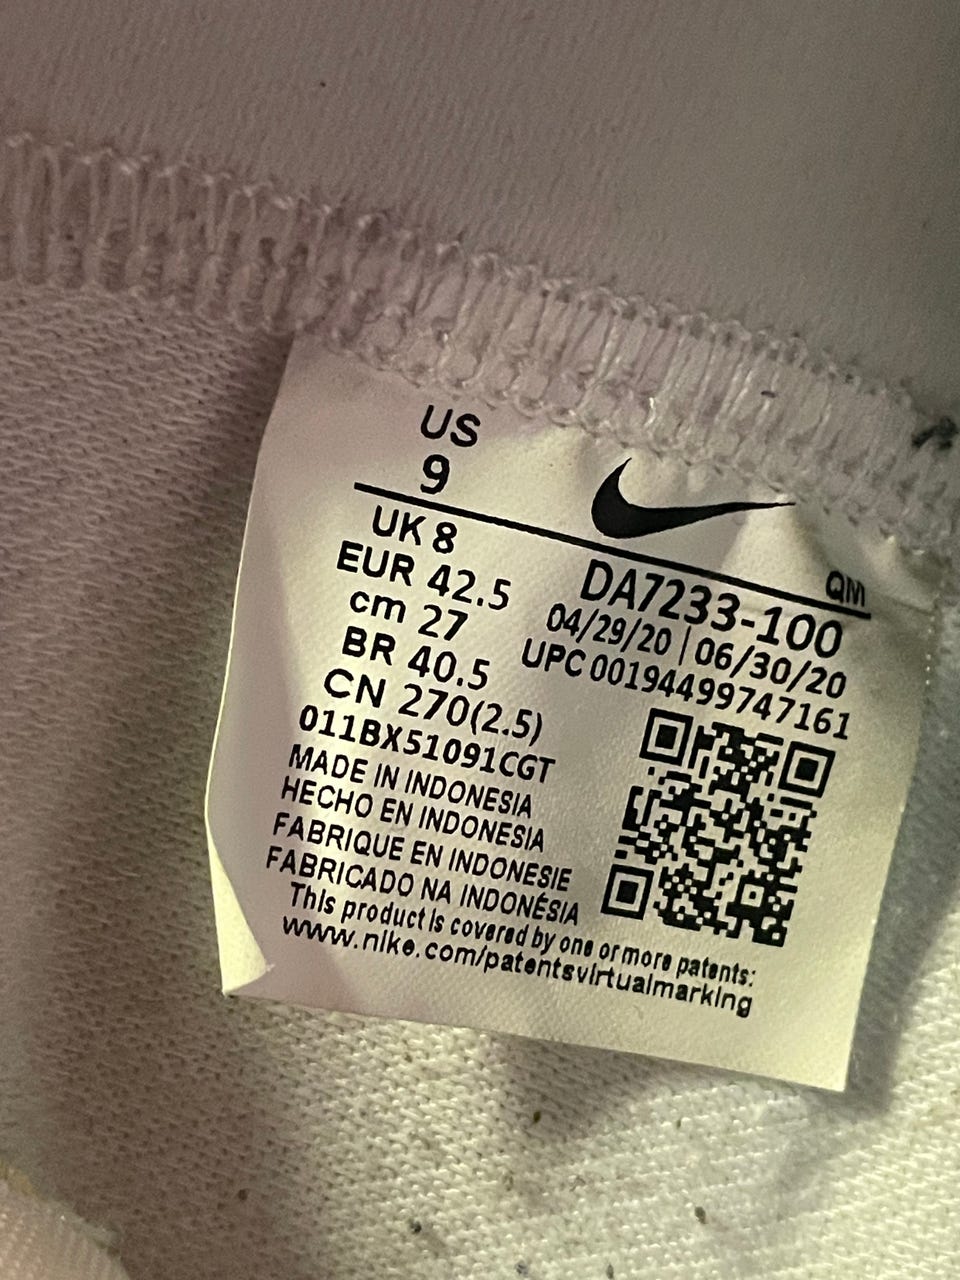 US
9
UK 8
EUR 42.5
cm 27
BR 40.5
CN 270(2.5)
011BX51091CGT
MADE IN INDONESIA
HECHO EN INDONESIA
FABRIQUE EN INDONESIE
FABRICADO NA INDONÉSIA
This product is covered by one or more patents:
www.nike.com/patentsvirtualmarking
QM
DA7233-100
04/29/20 | 06/30/20
UPC 00194499747161